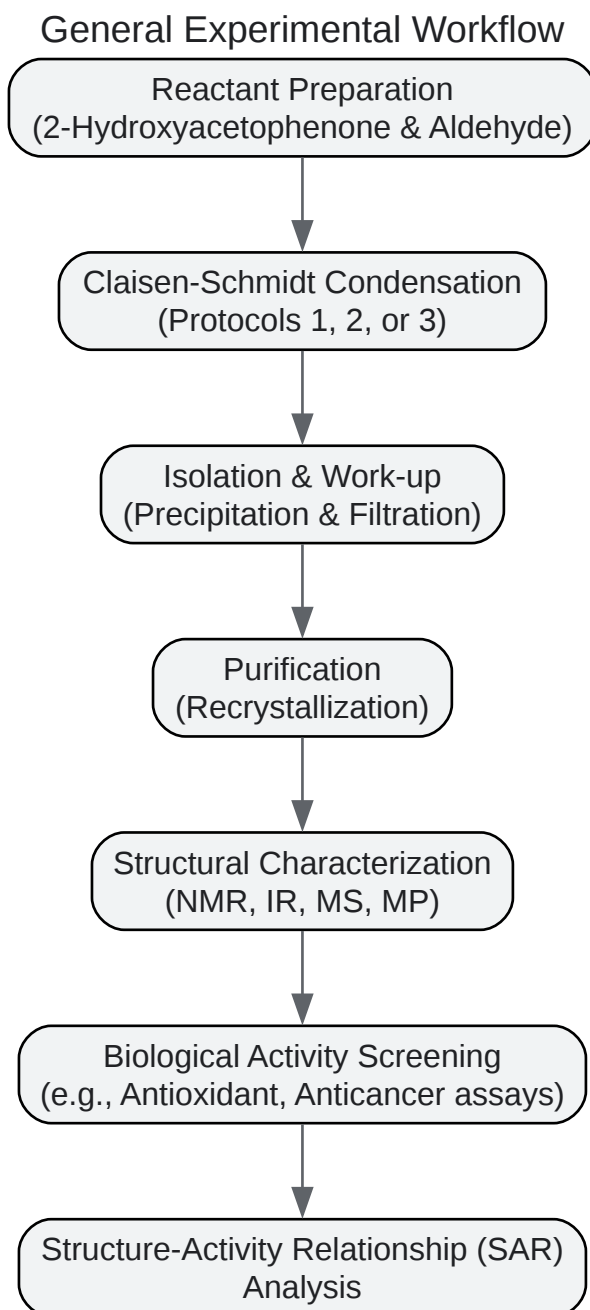 General Experimental Workflow
Reactant Preparation
(2-Hydroxyacetophenone & Aldehyde)
Claisen-Schmidt Condensation
(Protocols 1, 2, or 3)
Isolation & Work-up
(Precipitation & Filtration)
Purification
(Recrystallization)
Structural Characterization
(NMR, IR, MS, MP)
Biological Activity Screening
(e.g., Antioxidant, Anticancer assays)
Structure-Activity Relationship (SAR)
Analysis